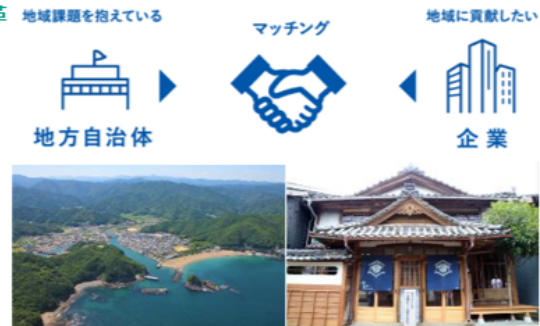 地域課題を抱えている
マッチング
地域に貢献したい
地方自治体
企業